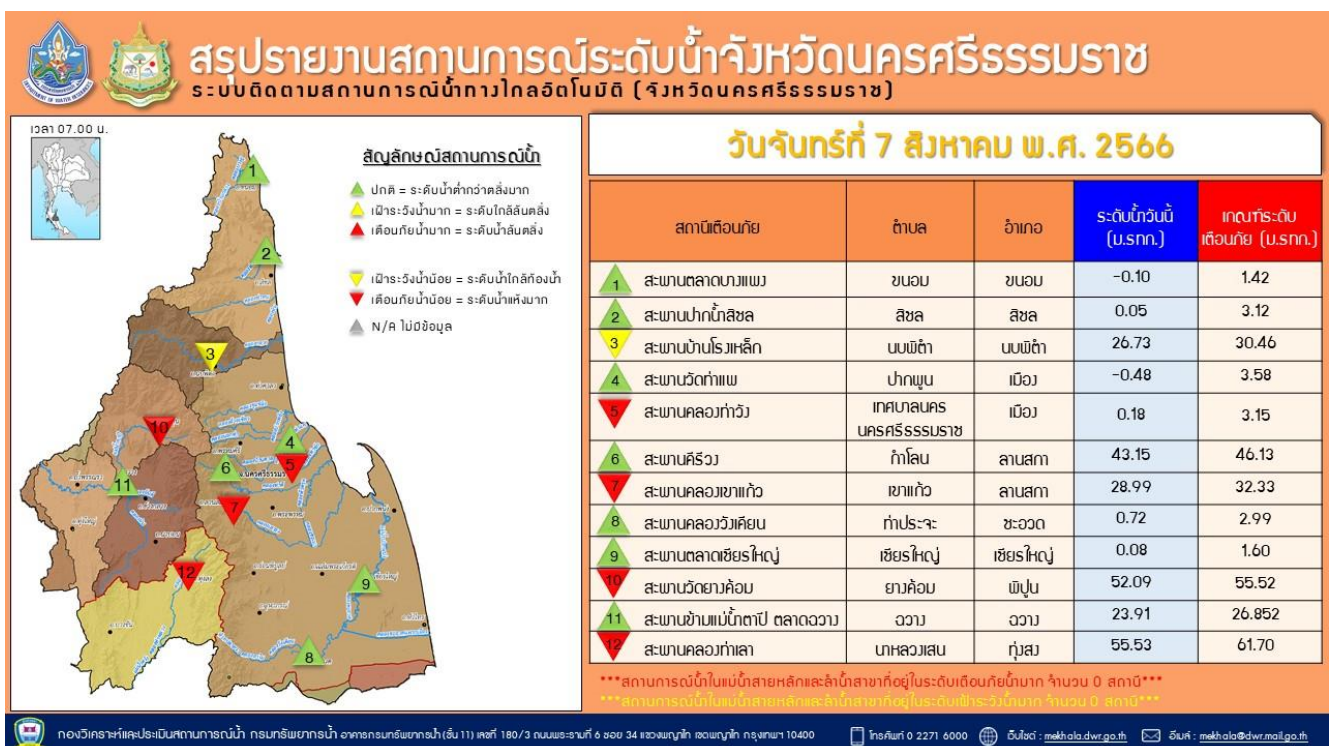 สรุปรายงานสถานการณ์ระดับน้ำจังหวัดนครศรีธรรมราช
ระบบติดตามสถานการณ์น้ำทางไกลอัตโนมัติ (จังหวัดนครศรีธรรมราช)
เวลา 07.00 น.
สัญลักษณ์สถานการณ์น้ำ
ปกติ = ระดับน้ำต่ำกว่าตลิ่งมาก
เฝ้าระวังน้ำมาก = ระดับใกล้ล้นตลิ่ง
เตือนภัยน้ำมาก = ระดับน้ำล้นตลิ่ง
เฝ้าระวังน้ำน้อย = ระดับน้ำใกล้ท้องน้ำ
เตือนภัยน้ำน้อย = ระดับน้ำแห้งมาก
N/A ไม่มีข้อมูล
1
2
3
10
4
5
6
11
7
12
9
8
วันจันทร์ที่ 7 สิงหาคม พ.ศ. 2566
สถานีเตือนภัย ตำบล อำเภอ ระดับน้ำวันนี้ (ม.รทก.) เกณฑ์ระดับเตือนภัย (ม.รทก.)
1 สะพานตลาดบางแพง ขนอม ขนอม -0.10 1.42
2 สะพานปากน้ำสิชล สิชล สิชล 0.05 3.12
3 สะพานบ้านโรงเหล็ก นบพิตำ นบพิตำ 26.73 30.46
4 สะพานวัดท่าแพ ปากพูน เมือง -0.48 3.58
5 สะพานคลองท่าวัง เทศบาลนครนครศรีธรรมราช เมือง 0.18 3.15
6 สะพานคีรีวง กำโลน ลานสกา 43.15 46.13
7 สะพานคลองเขาแก้ว เขาแก้ว ลานสกา 28.99 32.33
8 สะพานคลองวังเคียน ท่าประจะ ชะอวด 0.72 2.99
9 สะพานตลาดเชียรใหญ่ เชียรใหญ่ เชียรใหญ่ 0.08 1.60
10 สะพานวัดยางค้อม ยางค้อม พิปูน 52.09 55.52
11 สะพานข้ามแม่น้ำตาปี ตลาดฉวาง ฉวาง ฉวาง 23.91 26.852
12 สะพานคลองท่าเลา นาหลวงเสน ทุ่งสง 55.53 61.70
***สถานการณ์น้ำในแม่น้ำสายหลักและลำน้ำสาขาที่อยู่ในระดับเตือนภัยน้ำมาก จำนวน 0 สถานี***
***สถานการณ์น้ำในแม่น้ำสายหลักและลำน้ำสาขาที่อยู่ในระดับเฝ้าระวังน้ำมาก จำนวน 0 สถานี***
กองวิเคราะห์และประเมินสถานการณ์น้ำ กรมทรัพยากรน้ำ อาคารกรมทรัพยากรน้ำ (ชั้น 11) เลขที่ 180/3 ถนนพระรามที่ 6 ซอย 34 แขวงพญาไท เขตพญาไท กรุงเทพฯ 10400 โทรศัพท์ 0 2271 6000 เว็บไซต์ : mekhala.dwr.go.th อีเมล์ : mekhala@dwr.mail.go.th